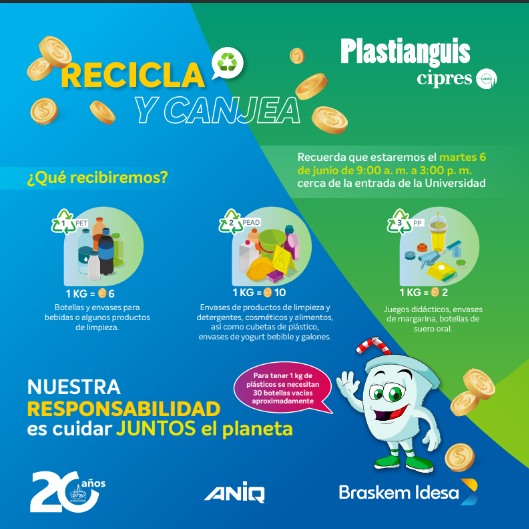 RECICLA
Y CANJEA
Plastianguis
cipres
Recuerda que estaremos el martes 6
de junio de 9:00 a. m. a 3:00 p. m.
cerca de la entrada de la Universidad
¿Qué recibiremos?
1 PET
1 KG = 6
Botellas y envases para
bebidas o algunos productos
de limpieza.
2 PEAD
1 KG = 10
Envases de productos de limpieza y
detergentes, cosméticos y alimentos,
así como cubetas de plástico,
envases de yogurt bebible y galones.
3 PP
1 KG = 2
Juegos didácticos, envases
de margarina, botellas de
suero oral.
Para tener 1 kg de
plásticos se necesitan
30 botellas vacías
aproximadamente
NUESTRA
RESPONSABILIDAD
es cuidar JUNTOS el planeta
20 años
ANIQ
Braskem Idesa